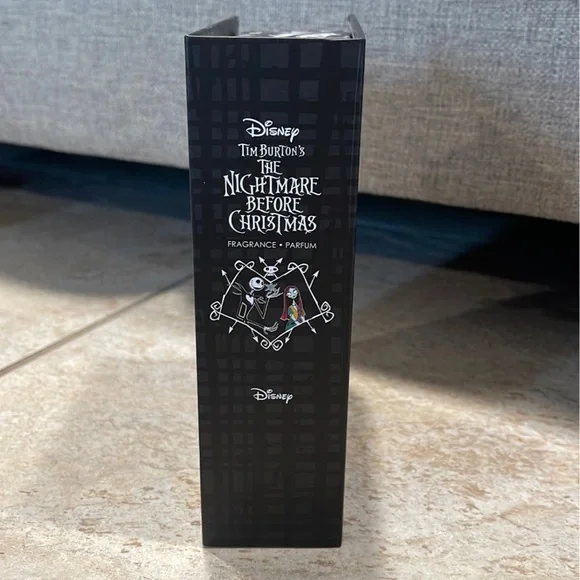 Disney
Tim Burton's
THE
NIGHTMARE
BEFORE
CHRISTMAS
FRAGRANCE • PARFUM
Disney